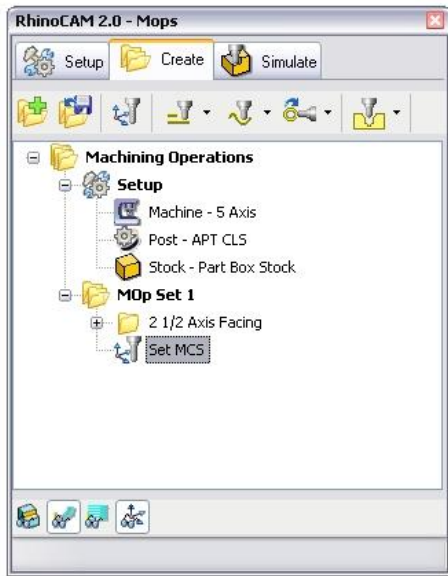 RhinoCAM 2.0 - Mops
Setup Create Simulate
Machining Operations
Setup
Machine - 5 Axis
Post - APT CLS
Stock - Part Box Stock
MOp Set 1
2 1/2 Axis Facing
Set MCS